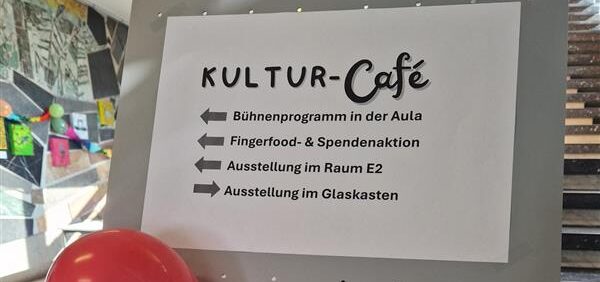 KULTUR-Café
Bühnenprogramm in der Aula
Fingerfood- & Spendenaktion
Ausstellung im Raum E2
Ausstellung im Glaskasten